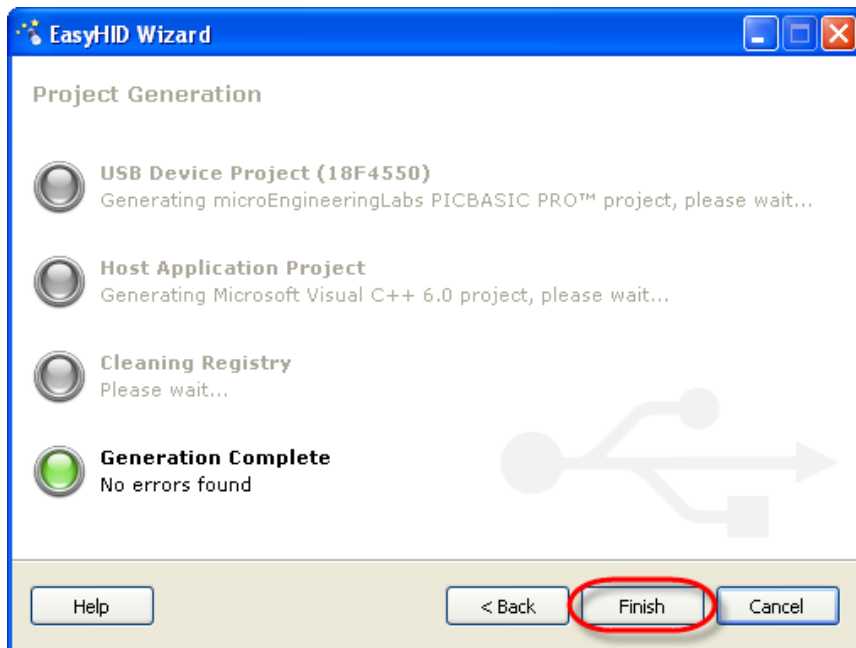 EasyHID Wizard
Project Generation
USB Device Project (18F4550)
Generating microEngineeringLabs PICBASIC PRO™ project, please wait...
Host Application Project
Generating Microsoft Visual C++ 6.0 project, please wait...
Cleaning Registry
Please wait...
Generation Complete
No errors found
Help
< Back
Finish
Cancel